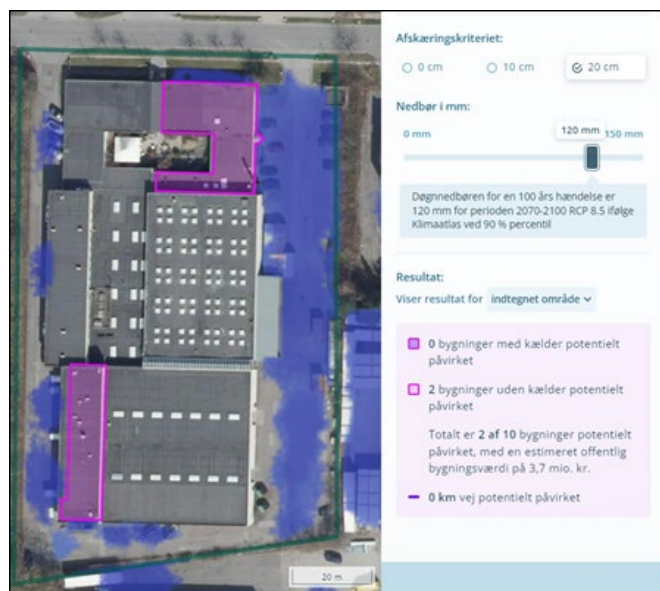 Afskæringskriteriet:
0 cm
10 cm
20 cm
Nedbør i mm:
0 mm
120 mm
150 mm
Døgnnedbøren for en 100 års hændelse er
120 mm for perioden 2070-2100 RCP 8.5 ifølge
Klimaatlas ved 90 % percentil
Resultat:
Viser resultat for indtegnet område
0 bygninger med kælder potentielt
påvirket
2 bygninger uden kælder potentielt
påvirket
Totalt er 2 af 10 bygninger potentielt
påvirket, med en estimeret offentlig
bygningsværdi på 3,7 mio. kr.
0 km vej potentielt påvirket
20 m